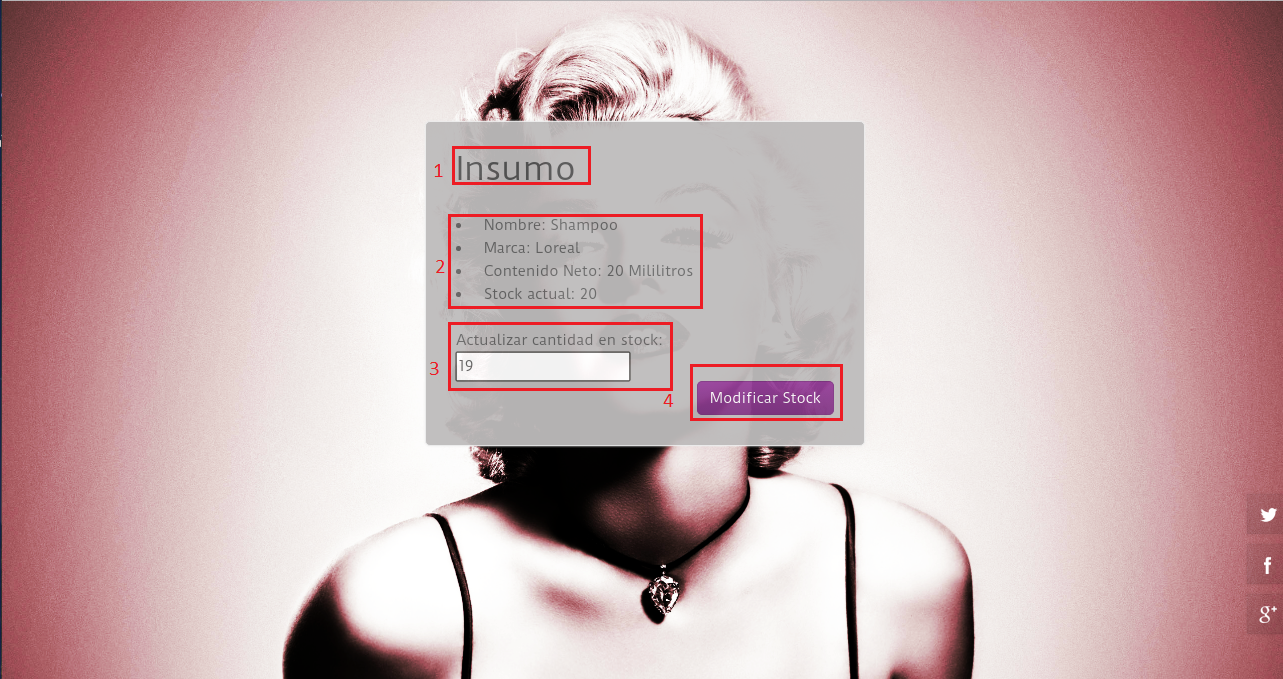 1
Insumo
2
• Nombre: Shampoo
• Marca: Loreal
• Contenido Neto: 20 Mililitros
• Stock actual: 20
3
Actualizar cantidad en stock:
19
4
Modificar Stock
f
g+